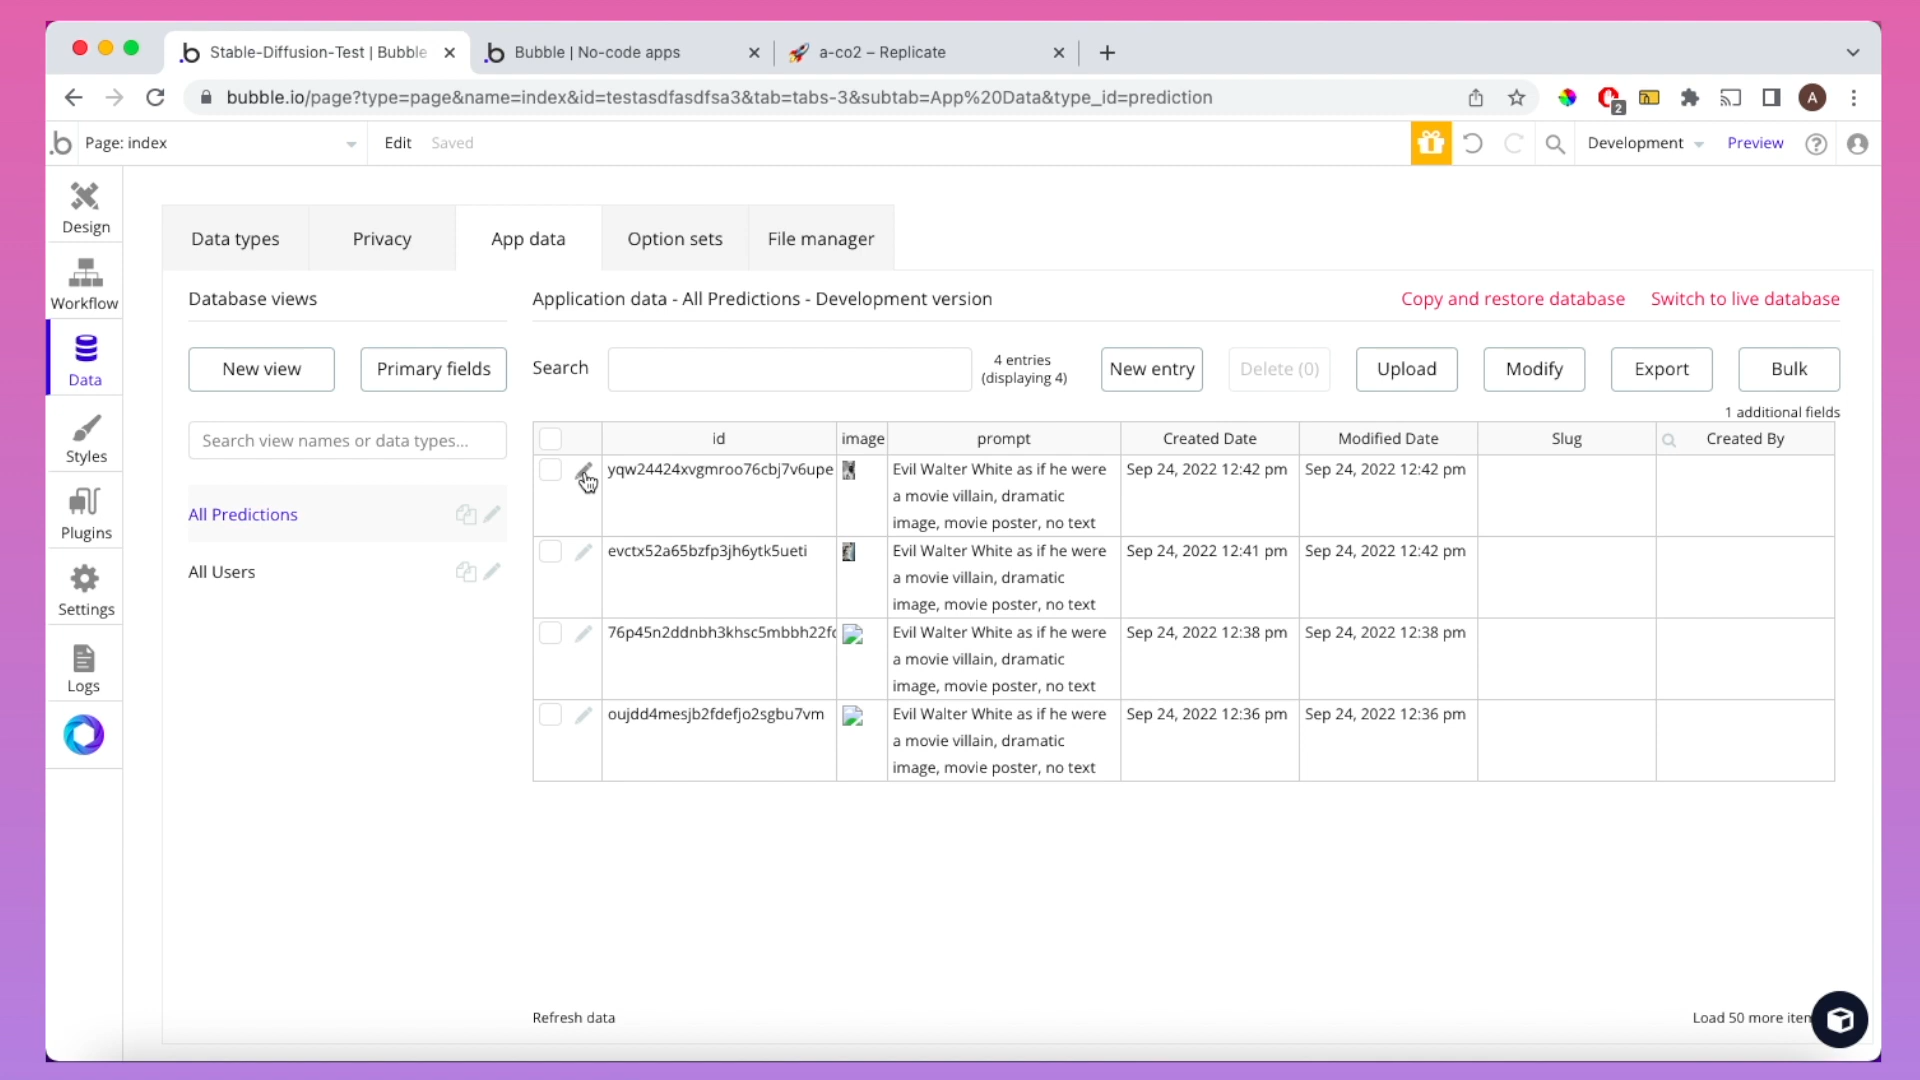 Stable-Diffusion-Test | Bubble
Bubble | No-code apps
a-co2 – Replicate
bubble.io/page?type=page&name=index&id=testasdfasdfsa3&tab=tabs-3&subtab=App%20Data&type_id=prediction
2
A
Page: index
Edit
Saved
Development
Preview
Design
Workflow
Data
Styles
Plugins
Settings
Logs
Data types
Privacy
App data
Option sets
File manager
Database views
Application data - All Predictions - Development version
Copy and restore database
Switch to live database
New view
Primary fields
Search
4 entries
(displaying 4)
New entry
Delete (0)
Upload
Modify
Export
Bulk
1 additional fields
Search view names or data types...
All Predictions
All Users
id
image
prompt
Created Date
Modified Date
Slug
Created By
yqw24424xvgmroo76cbj7v6upe
Evil Walter White as if he were
a movie villain, dramatic
image, movie poster, no text
Sep 24, 2022 12:42 pm
Sep 24, 2022 12:42 pm
evctx52a65bzfp3jh6ytk5ueti
Evil Walter White as if he were
a movie villain, dramatic
image, movie poster, no text
Sep 24, 2022 12:41 pm
Sep 24, 2022 12:42 pm
76p45n2ddnbh3khsc5mbbh22f
Evil Walter White as if he were
a movie villain, dramatic
image, movie poster, no text
Sep 24, 2022 12:38 pm
Sep 24, 2022 12:38 pm
oujdd4mesjb2fdefjo2sgbu7vm
Evil Walter White as if he were
a movie villain, dramatic
image, movie poster, no text
Sep 24, 2022 12:36 pm
Sep 24, 2022 12:36 pm
Refresh data
Load 50 more item